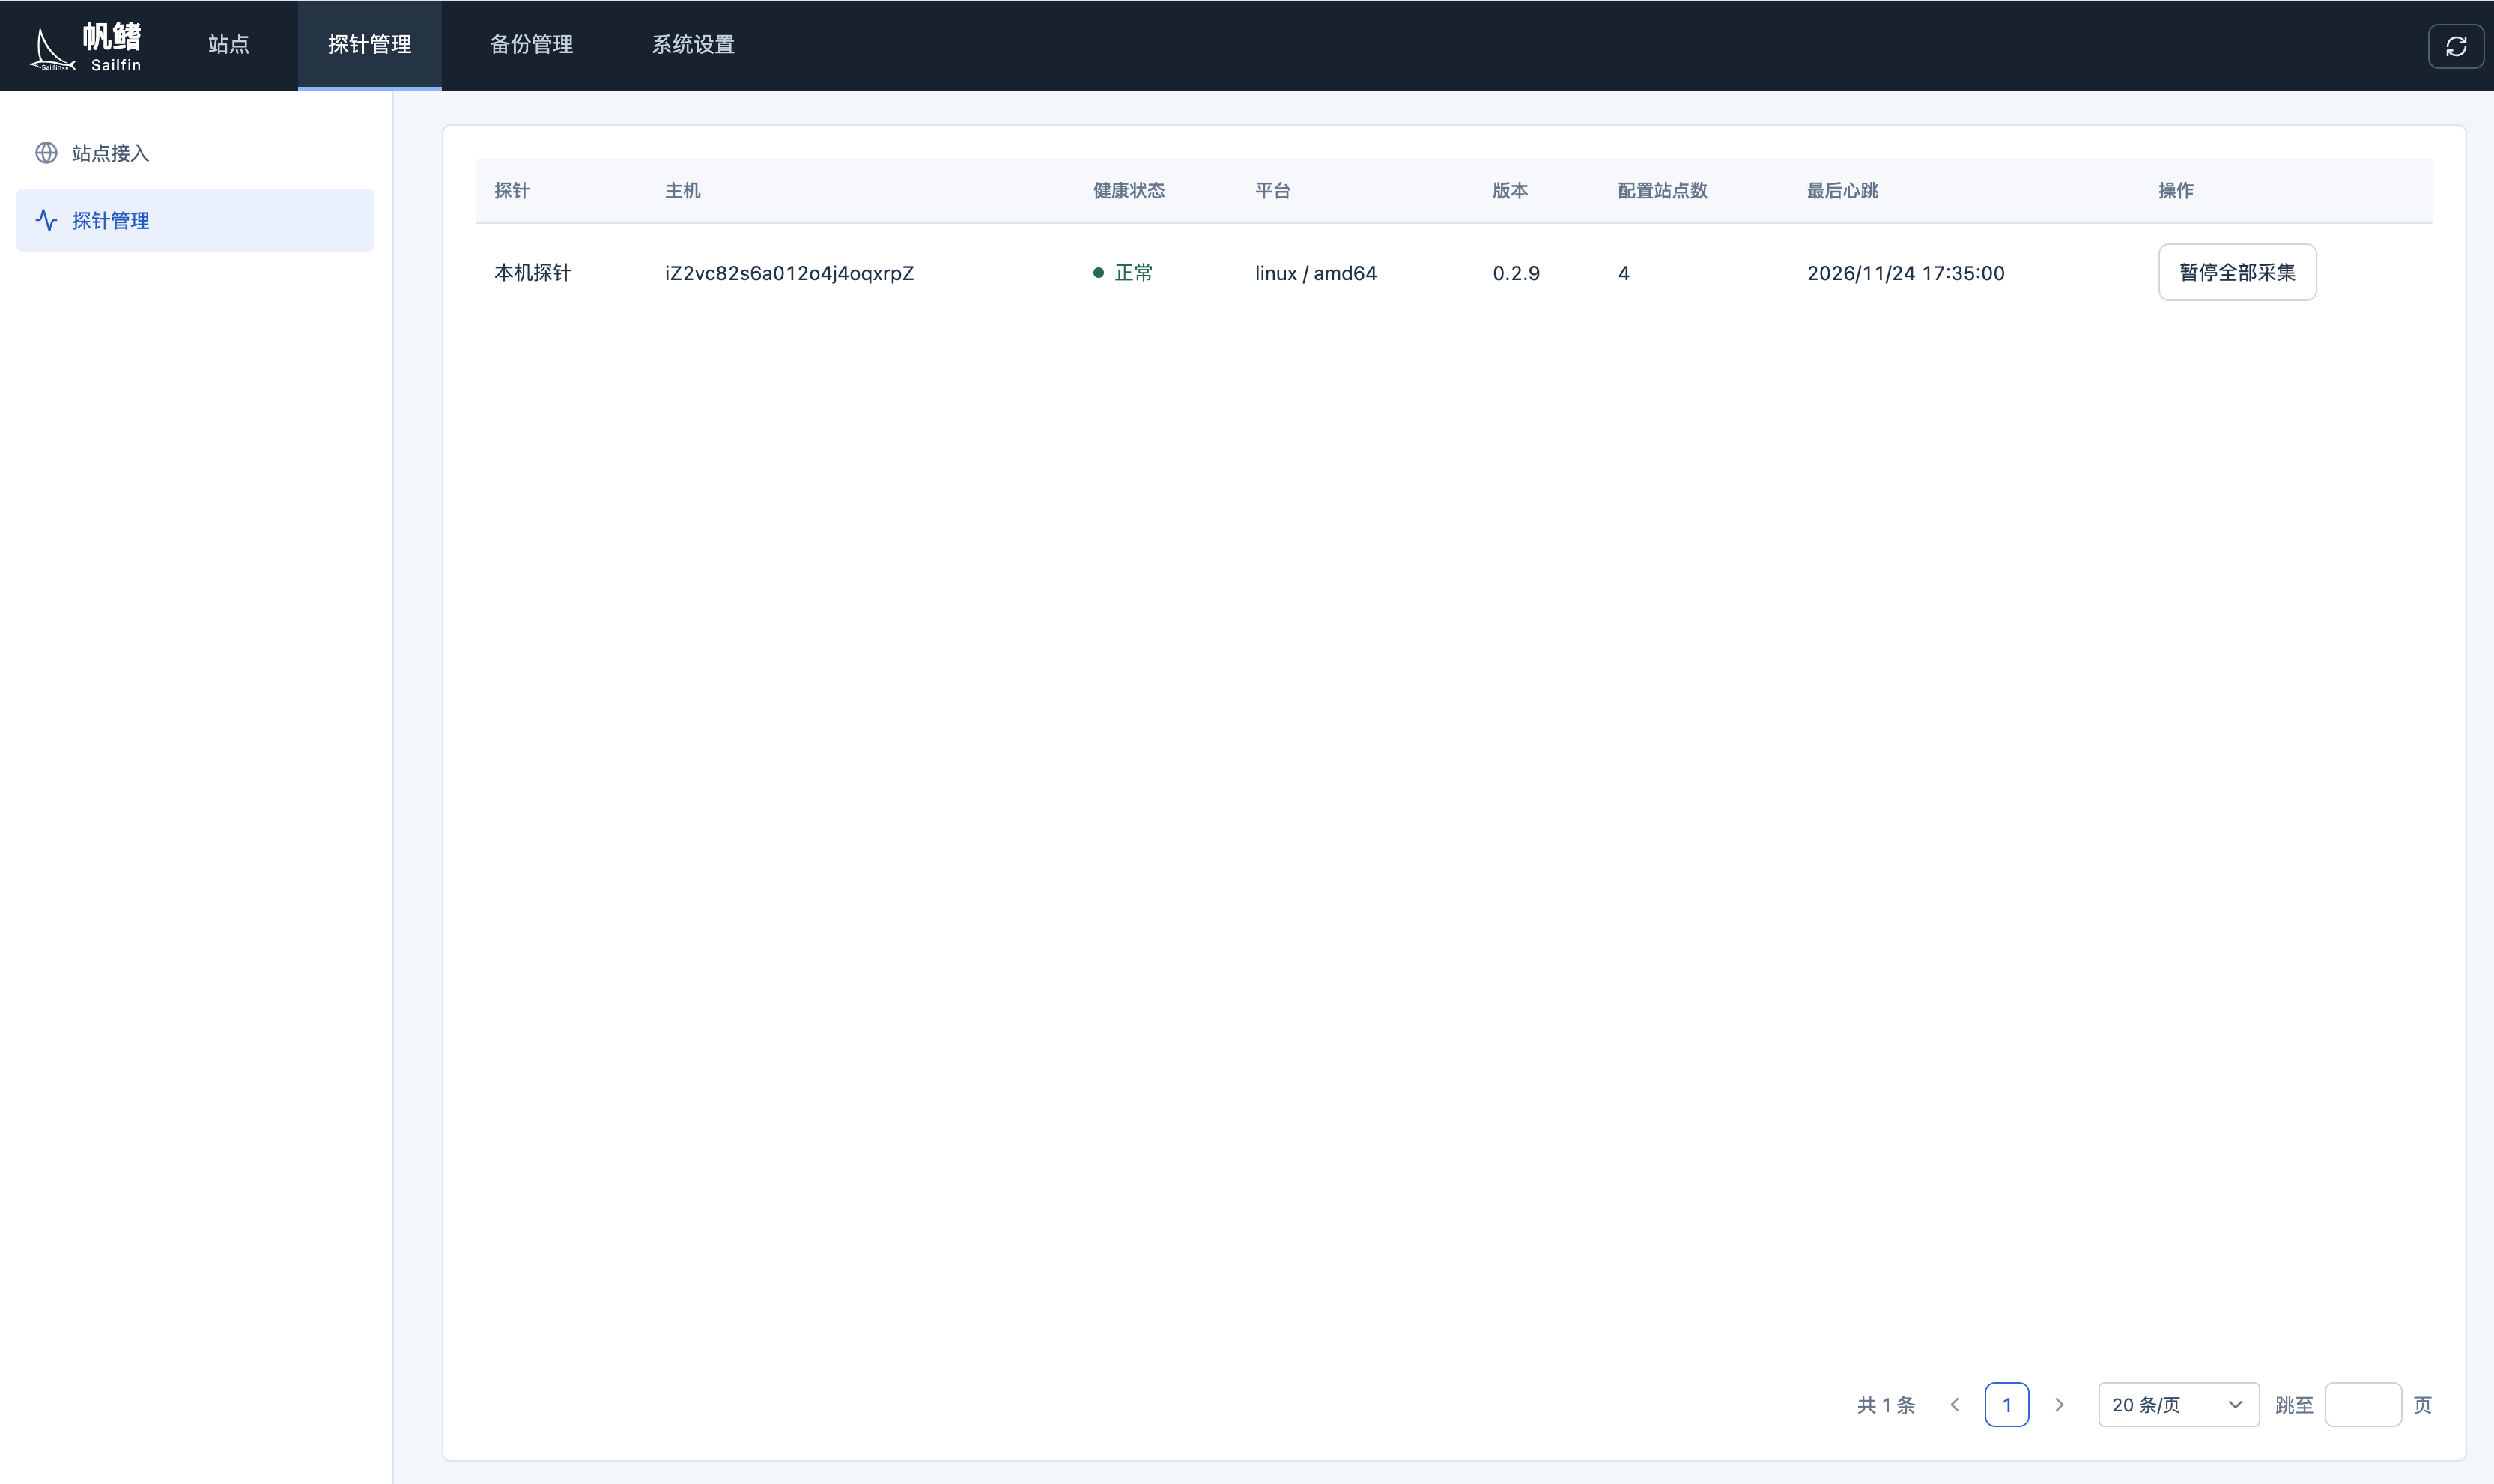 帆鳍
Sailfin
Sailfin
站点
探针管理
备份管理
系统设置
站点接入
探针管理
探针 主机 健康状态 平台 版本 配置站点数 最后心跳 操作
本机探针 iZ2vc82s6a012o4j4oqxrpZ 正常 linux / amd64 0.2.9 4 2026/11/24 17:35:00 暂停全部采集
共 1 条 1 20 条/页 跳至 页